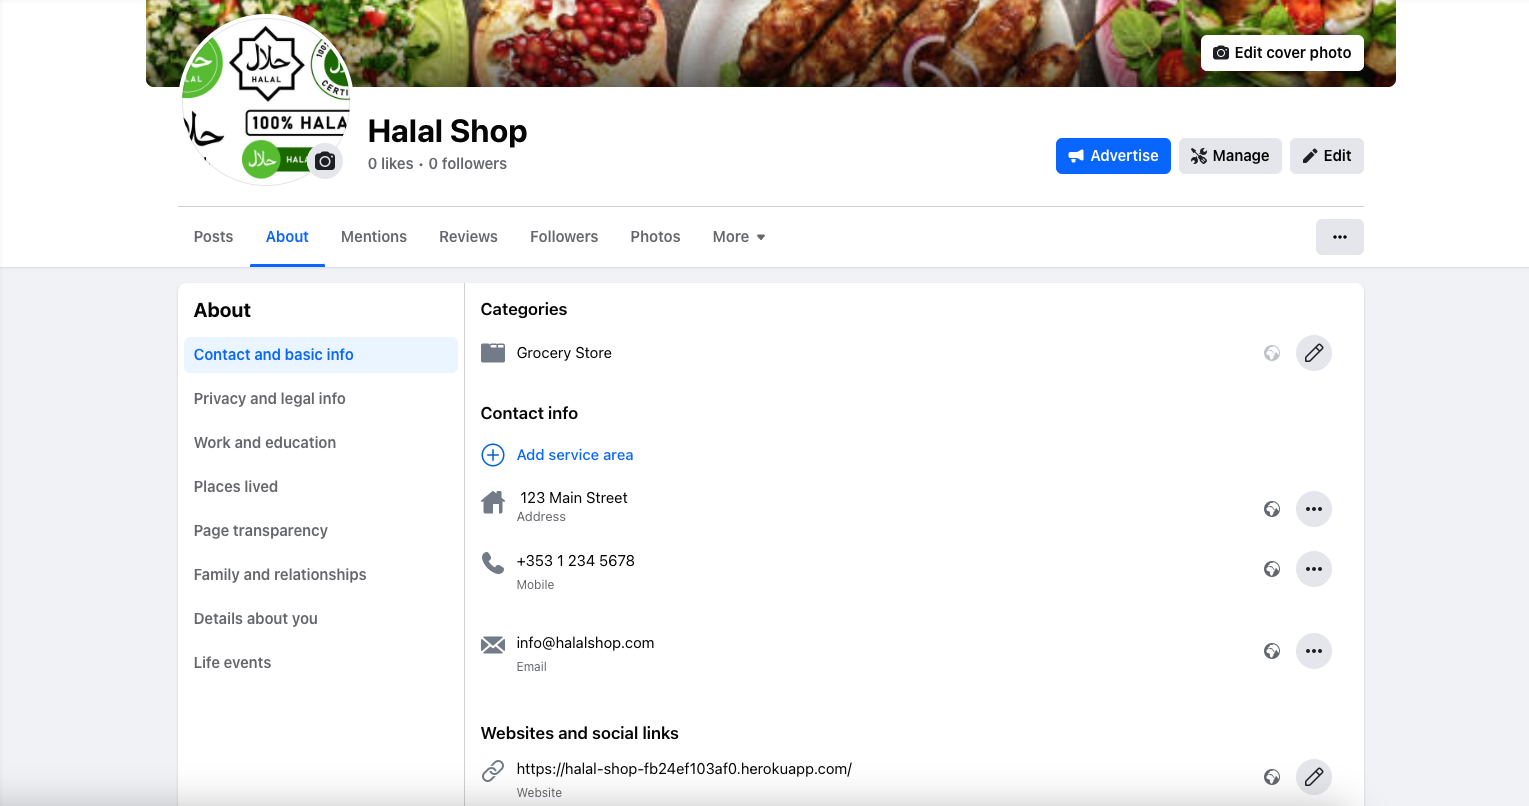 Edit cover photo
حلال
HALAL
100% HALA
حلال
حلال HALA
Halal Shop
0 likes • 0 followers
Advertise
Manage
Edit
Posts
About
Mentions
Reviews
Followers
Photos
More
About
Contact and basic info
Privacy and legal info
Work and education
Places lived
Page transparency
Family and relationships
Details about you
Life events
Categories
Grocery Store
Contact info
Add service area
123 Main Street
Address
+353 1 234 5678
Mobile
info@halalshop.com
Email
Websites and social links
https://halal-shop-fb24ef103af0.herokuapp.com/
Website